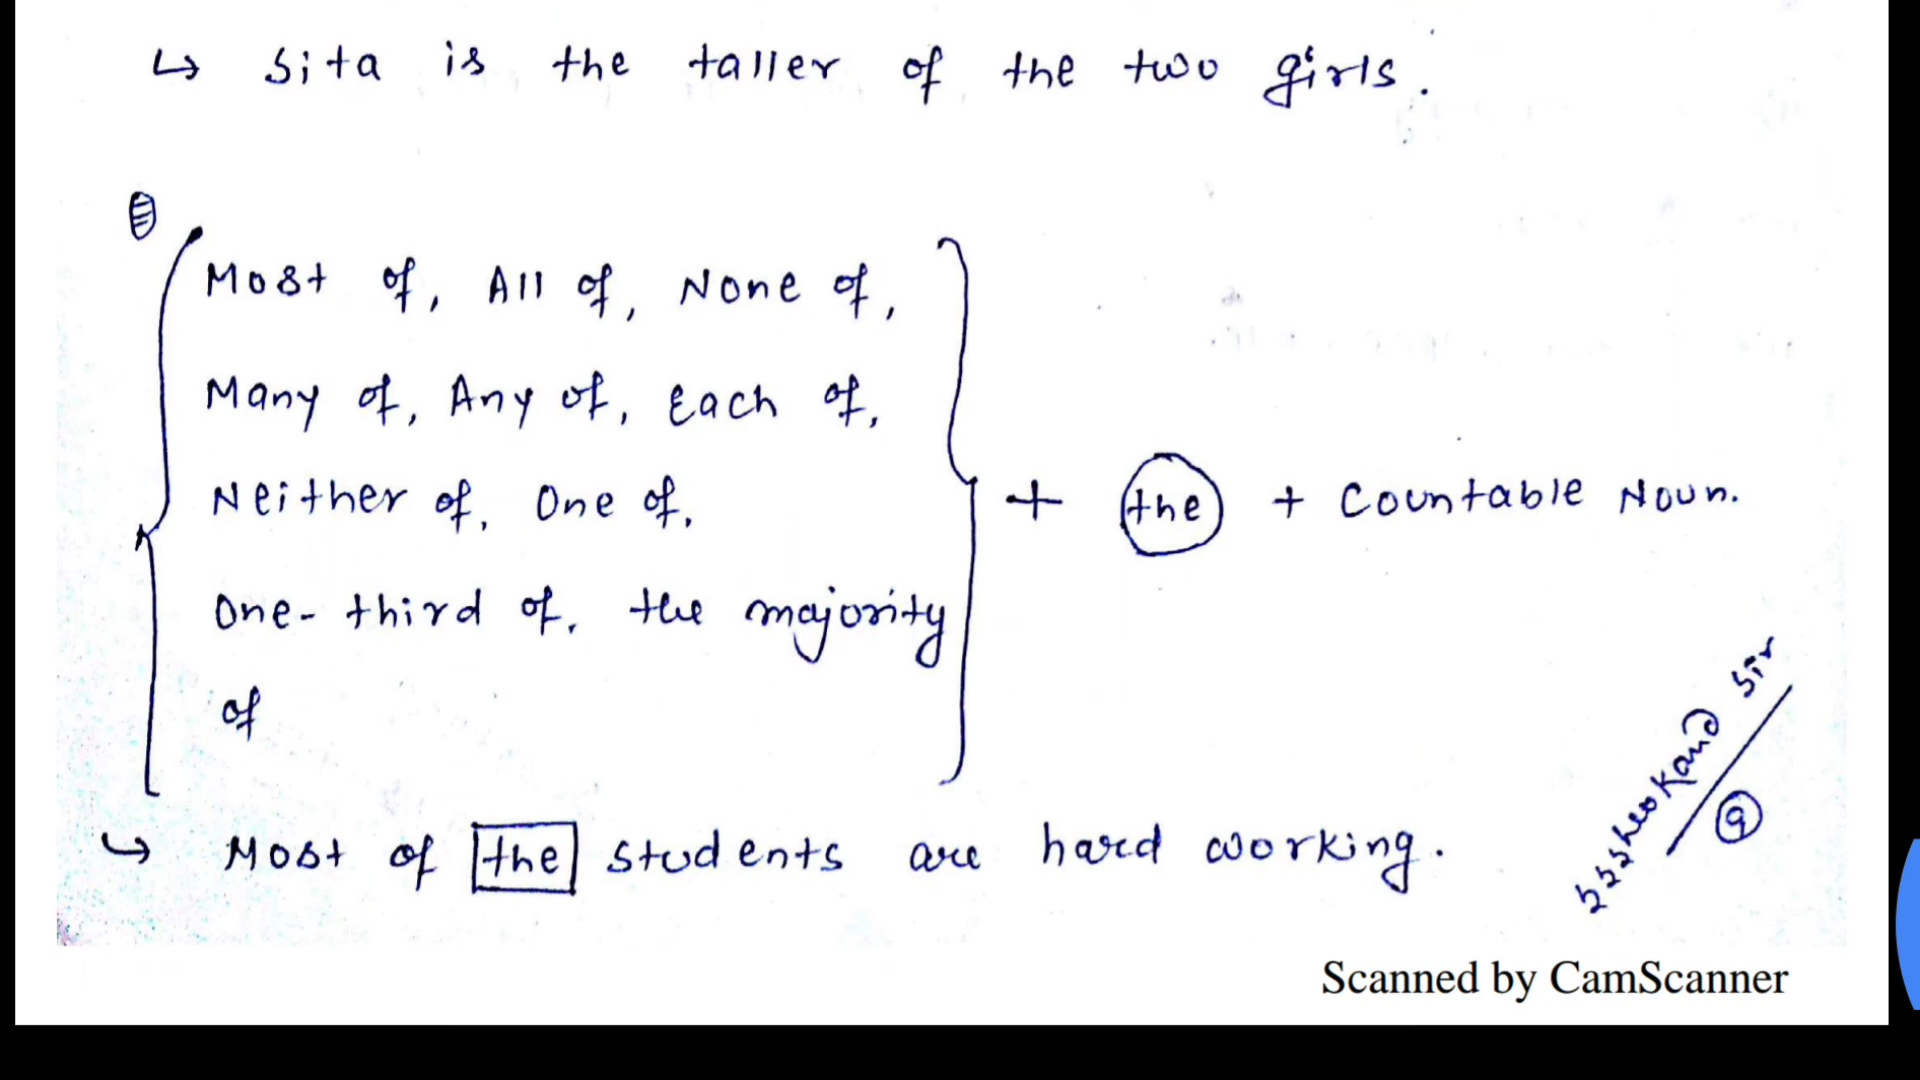 ↳ Sita is the taller of the two girls.
Most of, All of, None of,
Many of, Any of, Each of,
Neither of, One of,
+ the + Countable Noun.
One-third of, the majority
of
↳ Most of the students are hard working.
Sir
9
Scanned by CamScanner